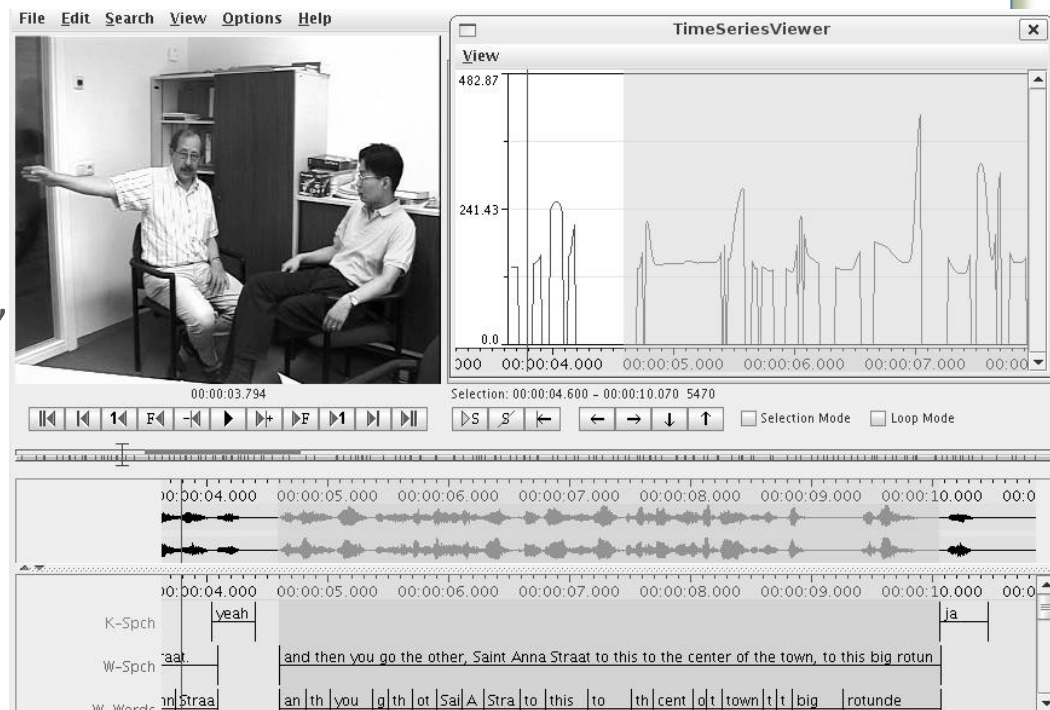 File Edit Search View Options Help
TimeSeriesViewer
View
482.87
241.43
0.0
000 00:00:04.000 00:00:05.000 00:00:06.000 00:00:07.000 00:00
00:00:03.794
Selection: 00:00:04.600 - 00:00:10.070 5470
1 F - + F 1 S S Selection Mode Loop Mode
00:00:04.000 00:00:05.000 00:00:06.000 00:00:07.000 00:00:08.000 00:00:09.000 00:00:10.000 00:0
00:00:04.000 00:00:05.000 00:00:06.000 00:00:07.000 00:00:08.000 00:00:09.000 00:00:10.000 00:0
K-Spch yeah ja
W-Spch raat. and then you go the other, Saint Anna Straat to this to the center of the town, to this big rotun
W-Words nn Straa an th you g th ot Sai A Stra to this to th cent o t town t t big rotunde